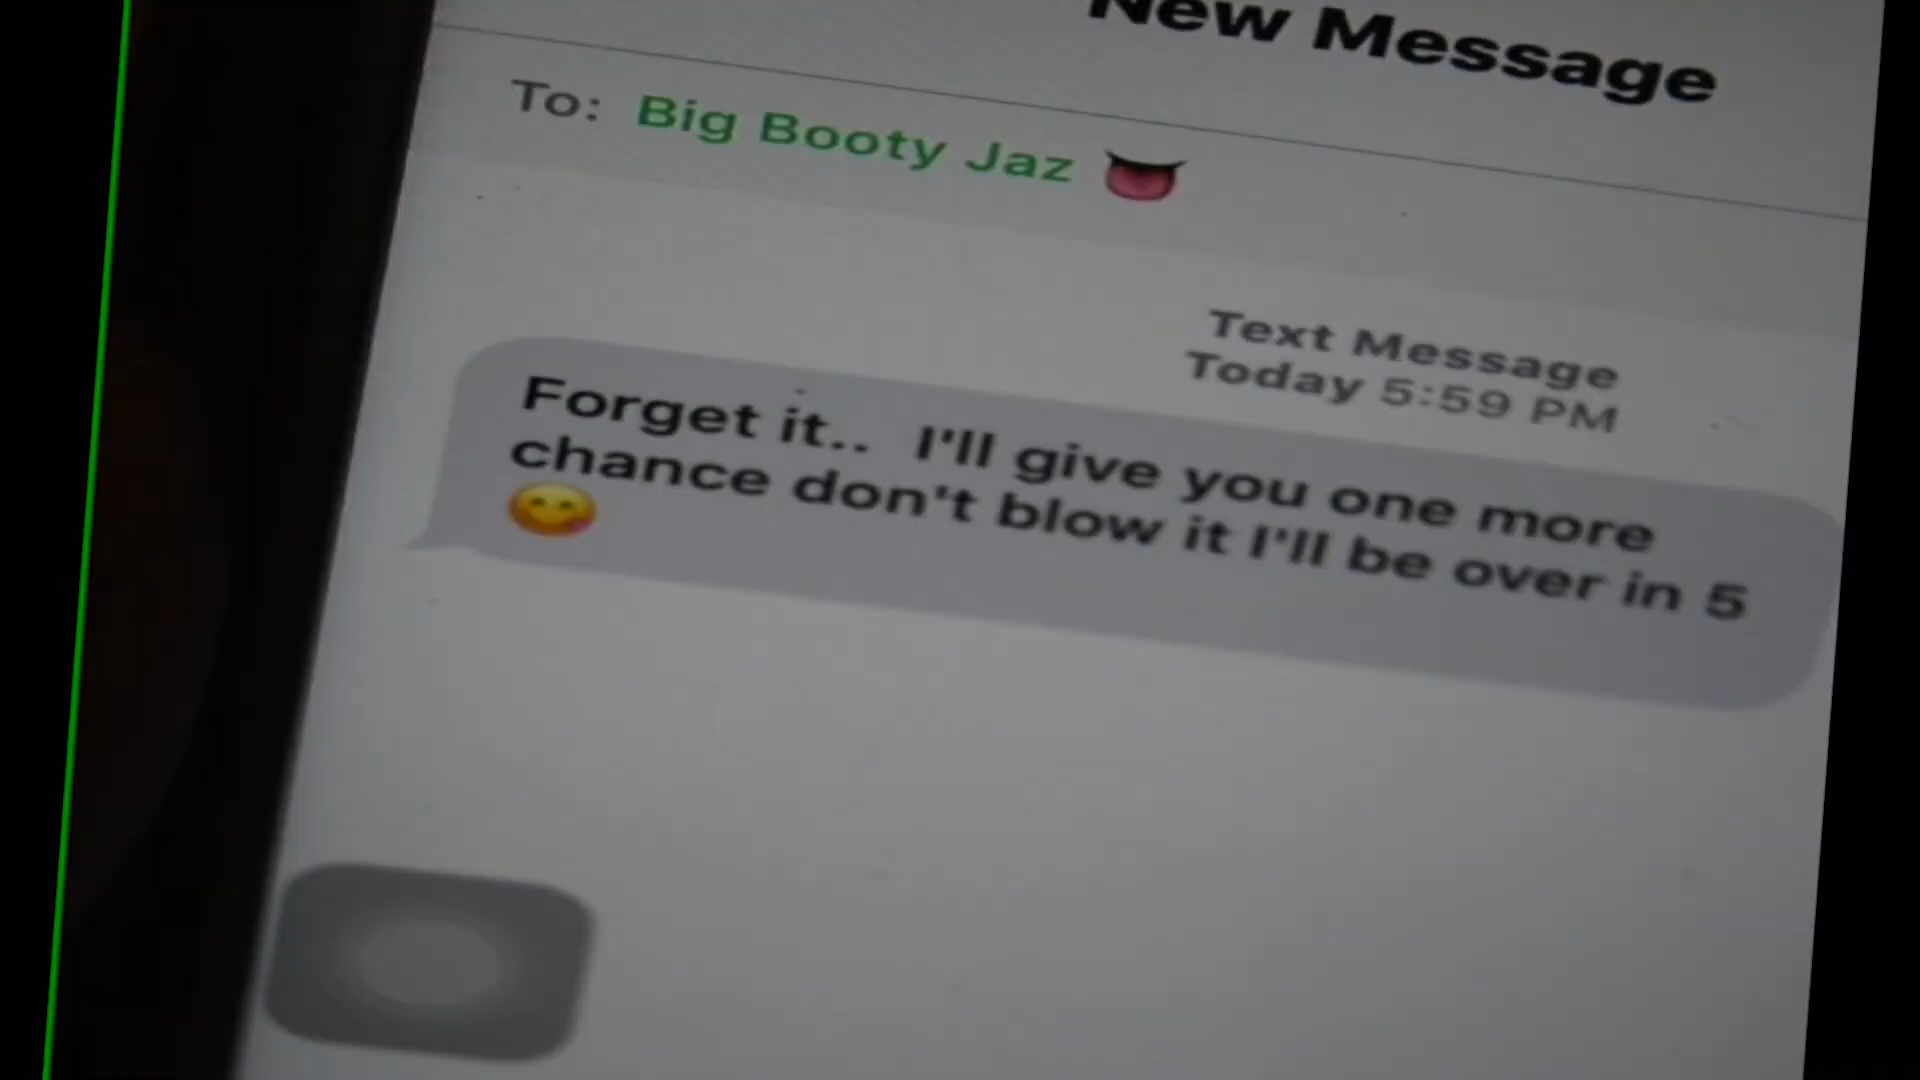 New Message
To: Big Booty Jaz 👅
Text Message
Today 5:59 PM
Forget it..  I'll give you one more
chance don't blow it I'll be over in 5
😋